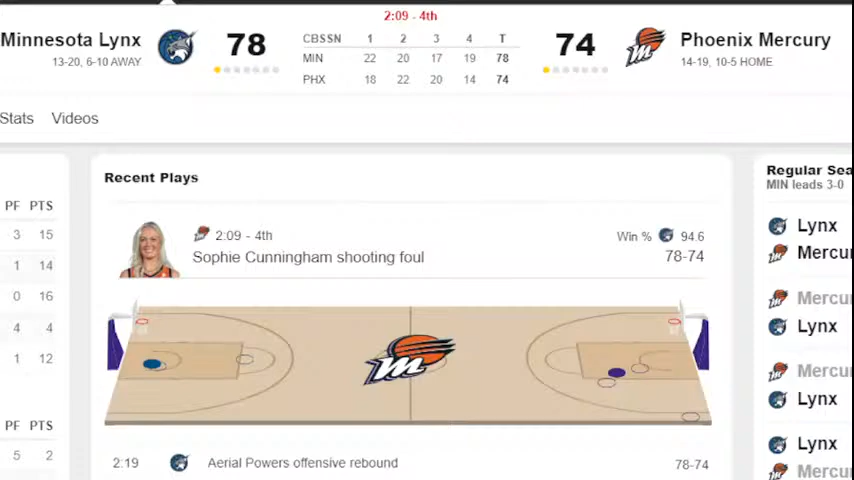 2:09 - 4th
Minnesota Lynx
13-20, 6-10 AWAY
78
CBSSN 1 2 3 4 T
MIN 22 20 17 19 78
PHX 18 22 20 14 74
74
Phoenix Mercury
14-19, 10-5 HOME
Stats Videos
PF PTS
3 15
1 14
0 16
4 4
1 12
PF PTS
5 2
Recent Plays
2:09 - 4th
Sophie Cunningham shooting foul
Win % 94.6
78-74
2:19 Aerial Powers offensive rebound 78-74
Regular Sea
MIN leads 3-0
Lynx
Mercu
Mercu
Lynx
Mercu
Lynx
Lynx
Mercu